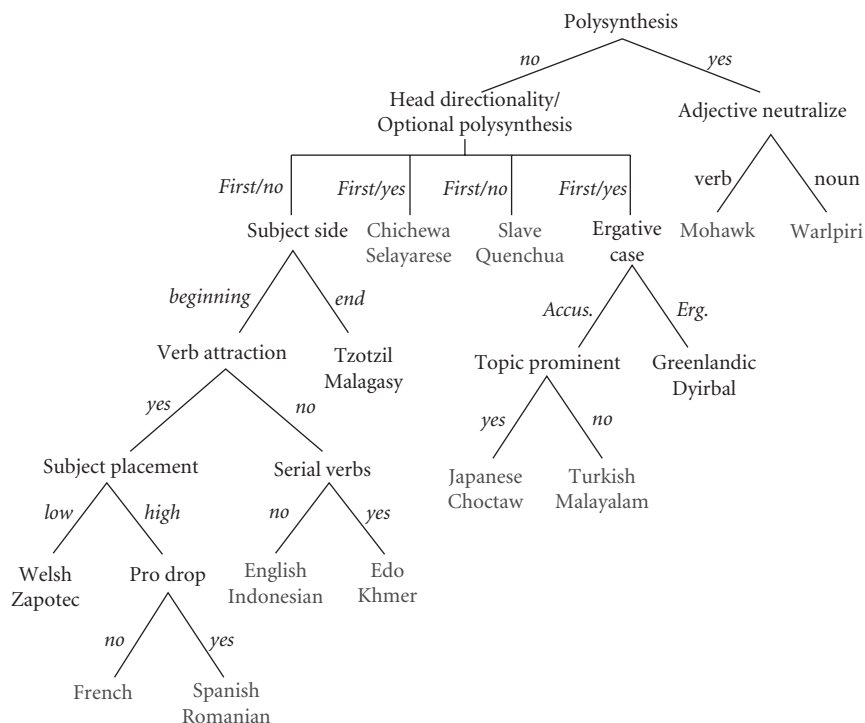 Polysynthesis
no
yes
Head directionality/
Optional polysynthesis
Adjective neutralize
First/no
First/yes
First/no
First/yes
verb
noun
Subject side
Chichewa
Selayarese
Slave
Quenchua
Ergative
case
Mohawk
Warlpiri
beginning
end
Accus.
Erg.
Verb attraction
Tzotzil
Malagasy
Topic prominent
Greenlandic
Dyirbal
yes
no
yes
no
Subject placement
Serial verbs
Japanese
Choctaw
Turkish
Malayalam
low
high
no
yes
Welsh
Zapotec
Pro drop
English
Indonesian
Edo
Khmer
no
yes
French
Spanish
Romanian